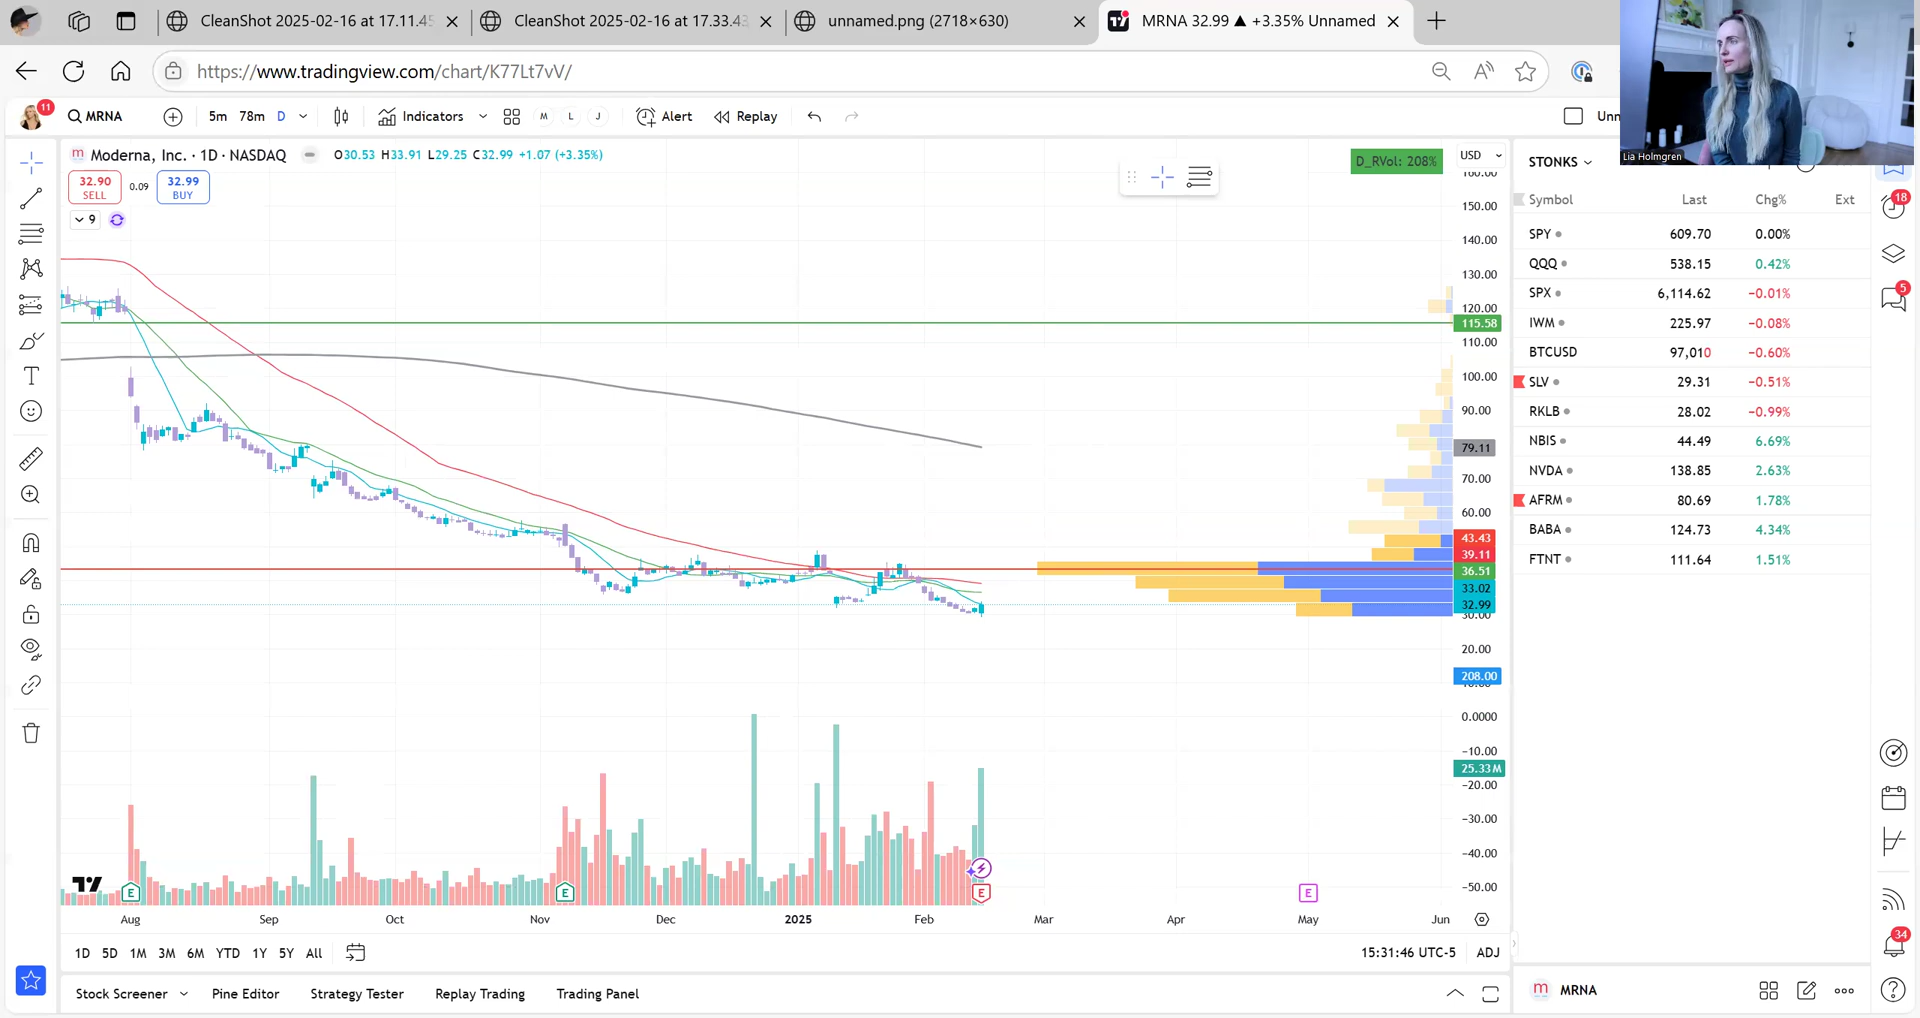 CleanShot 2025-02-16 at 17.11.45
CleanShot 2025-02-16 at 17.33.43
unnamed.png (2718×630)
MRNA 32.99 ▲ +3.35% Unnamed
https://www.tradingview.com/chart/K77Lt7vV/
11
MRNA
5m 78m D
Indicators
M L J
Alert
Replay
Lia Holmgren
Moderna, Inc. · 1D · NASDAQ
O30.53 H33.91 L29.25 C32.99 +1.07 (+3.35%)
D_RVol: 208%
USD
32.90
SELL
0.09
32.99
BUY
9
160.00
150.00
140.00
130.00
120.00
115.58
110.00
100.00
90.00
79.11
70.00
60.00
43.43
39.11
36.51
33.02
32.99
30.00
20.00
208.00
0.0000
−10.00
25.33M
−20.00
−30.00
−40.00
−50.00
E
E
E
E
Aug Sep Oct Nov Dec 2025 Feb Mar Apr May Jun
1D 5D 1M 3M 6M YTD 1Y 5Y All
15:31:46 UTC-5 ADJ
Stock Screener
Pine Editor
Strategy Tester
Replay Trading
Trading Panel
STONKS
Symbol Last Chg% Ext
SPY 609.70 0.00%
QQQ 538.15 0.42%
SPX 6,114.62 −0.01%
IWM 225.97 −0.08%
BTCUSD 97,010 −0.60%
SLV 29.31 −0.51%
RKLB 28.02 −0.99%
NBIS 44.49 6.69%
NVDA 138.85 2.63%
AFRM 80.69 1.78%
BABA 124.73 4.34%
FTNT 111.64 1.51%
m MRNA
18
5
34